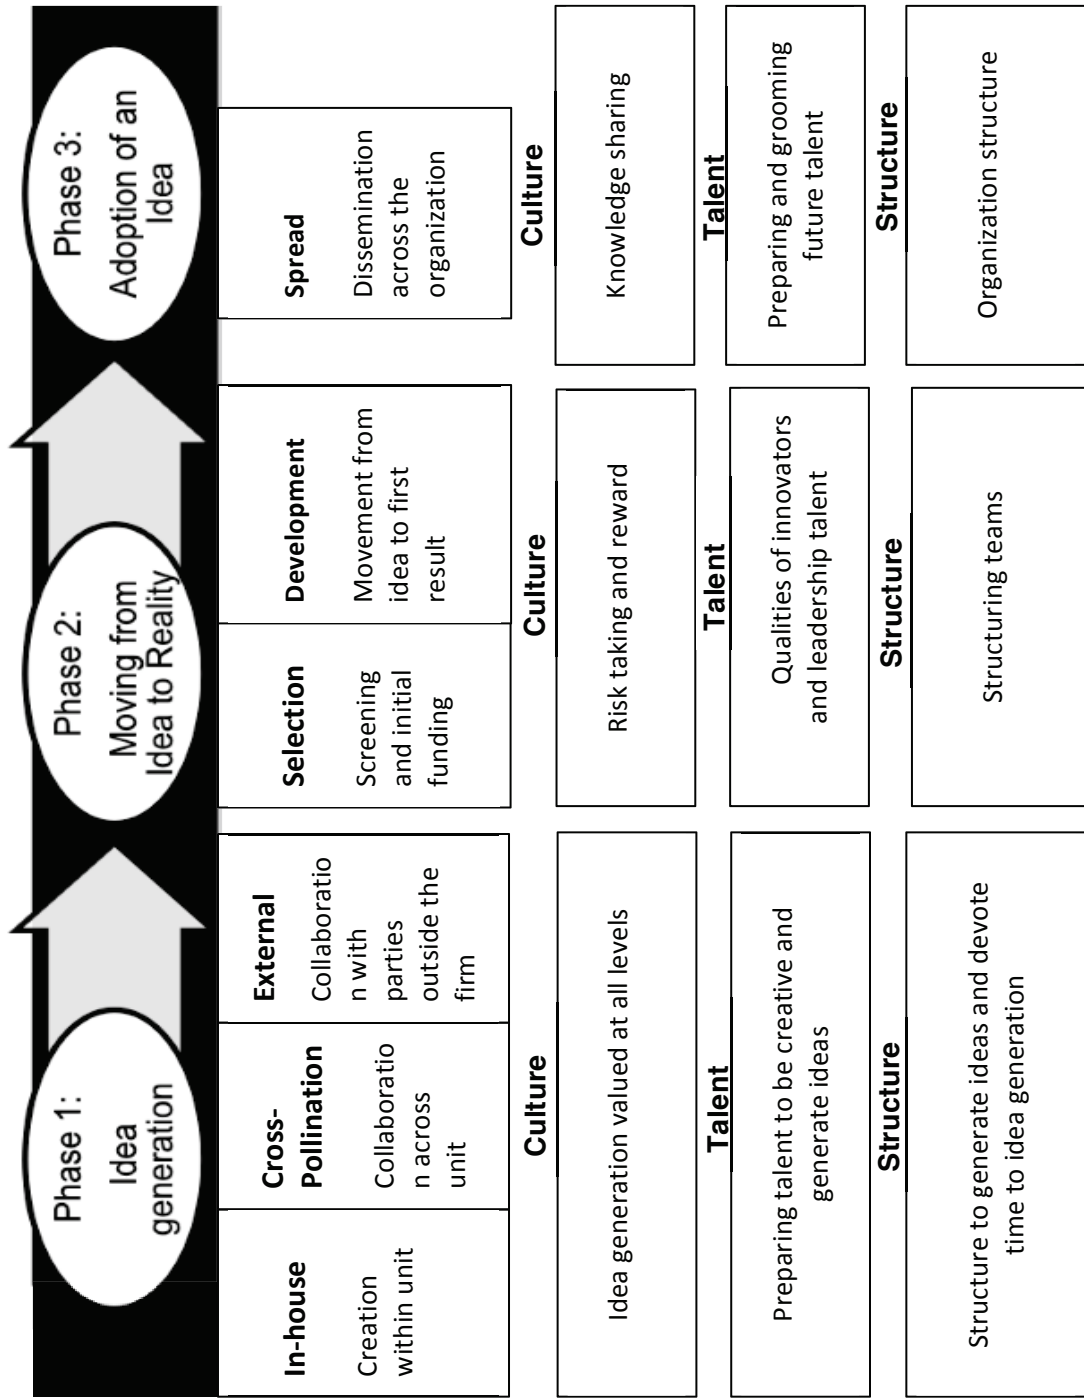 Phase 1:
Idea
generation
Phase 2:
Moving from
Idea to Reality
Phase 3:
Adoption of an
Idea
In-house
Creation
within unit
Cross-
Pollination
Collaboratio
n across
unit
External
Collaboratio
n with
parties
outside the
firm
Selection
Screening
and initial
funding
Development
Movement from
idea to first
result
Spread
Dissemination
across the
organization
Culture
Idea generation valued at all levels
Culture
Risk taking and reward
Culture
Knowledge sharing
Talent
Preparing talent to be creative and
generate ideas
Talent
Qualities of innovators
and leadership talent
Talent
Preparing and grooming
future talent
Structure
Structure to generate ideas and devote
time to idea generation
Structure
Structuring teams
Structure
Organization structure